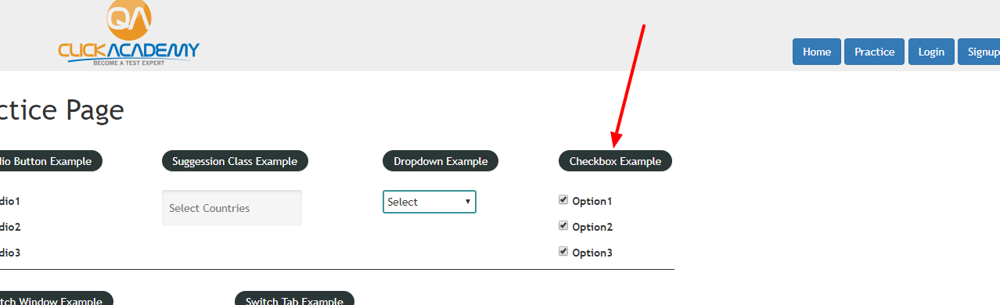 QA
CLICKACADEMY
BECOME A TEST EXPERT
Home Practice Login Signup
ctice Page
dio Button Example Suggession Class Example Dropdown Example Checkbox Example
dio1 Select Countries Select Option1
dio2 Option2
dio3 Option3
tch Window Example Switch Tab Example